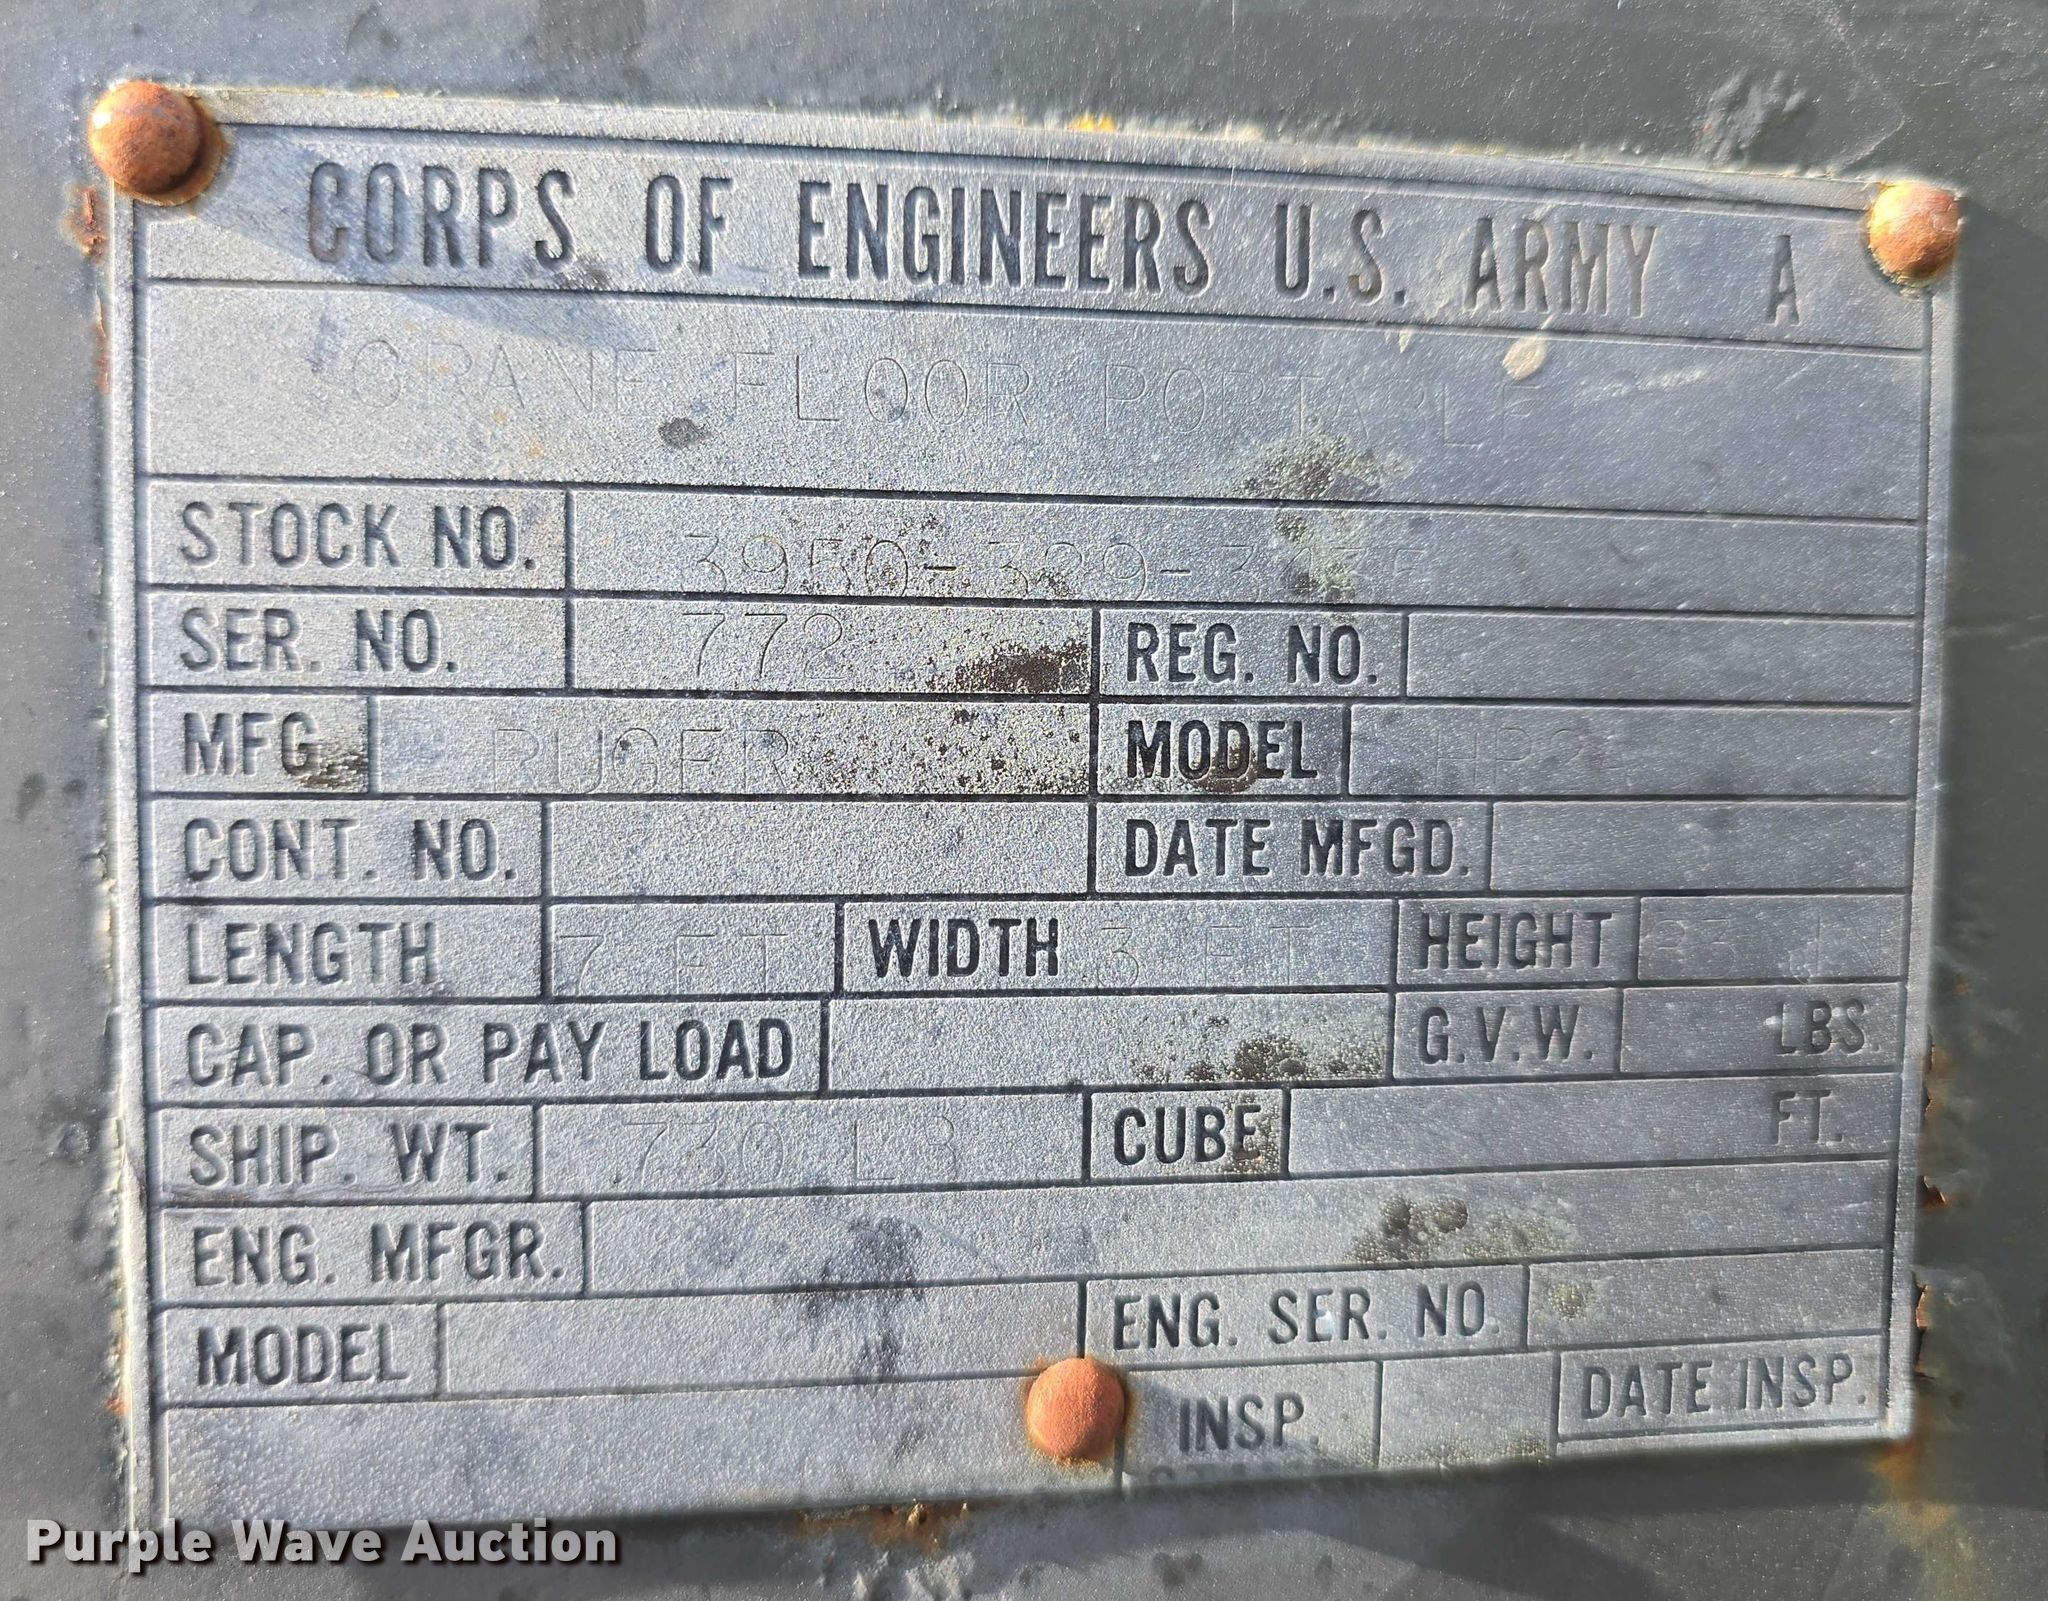 CORPS OF ENGINEERS U.S. ARMY A
CRANE FLOOR PORTABLE
STOCK NO.
SER. NO. 772 REG. NO.
MFG RUGER MODEL
CONT. NO. DATE MFGD.
LENGTH 7 FT WIDTH 3 FT HEIGHT
CAP. OR PAY LOAD G.V.W. LBS.
SHIP. WT. 730 LB CUBE FT.
ENG. MFGR.
MODEL ENG. SER. NO.
INSP. DATE INSP.
Purple Wave Auction